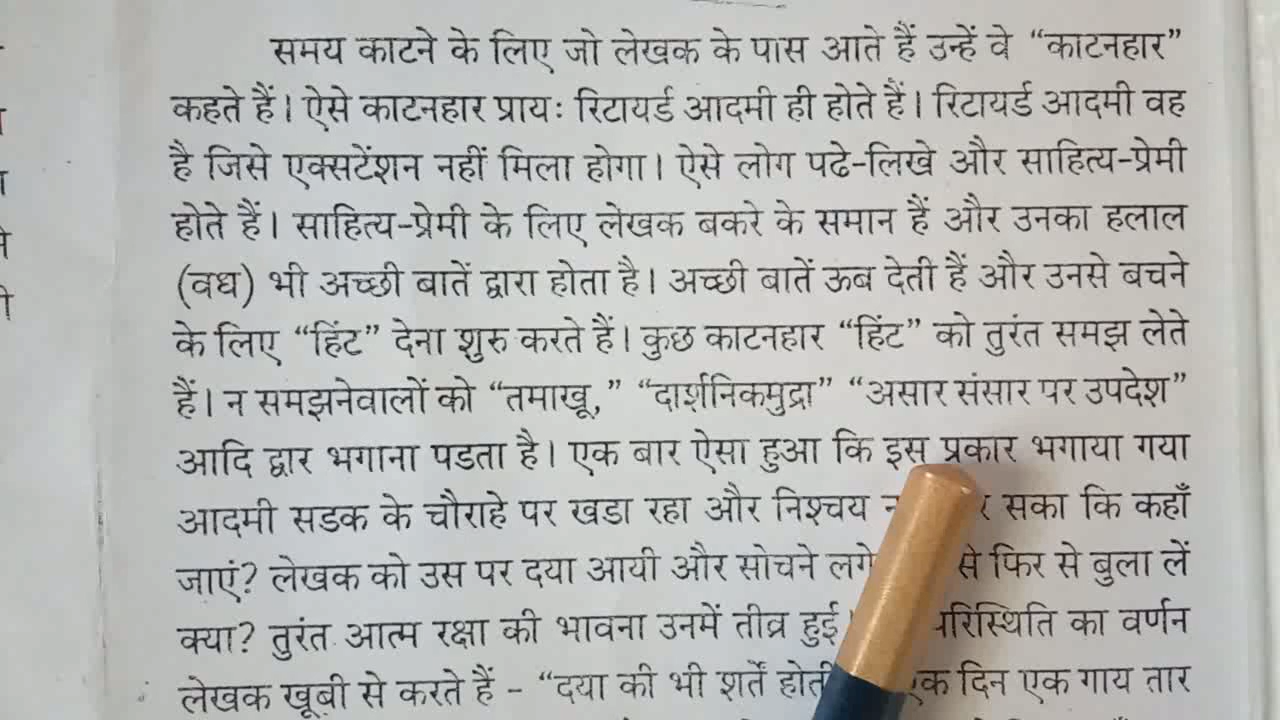 समय काटने के लिए जो लेखक के पास आते हैं उन्हें वे “काटनहार”
कहते हैं। ऐसे काटनहार प्रायः रिटायर्ड आदमी ही होते हैं। रिटायर्ड आदमी वह
है जिसे एक्सटेंशन नहीं मिला होगा। ऐसे लोग पढे-लिखे और साहित्य-प्रेमी
होते हैं। साहित्य-प्रेमी के लिए लेखक बकरे के समान हैं और उनका हलाल
(वध) भी अच्छी बातें द्वारा होता है। अच्छी बातें ऊब देती हैं और उनसे बचने
के लिए “हिंट” देना शुरु करते हैं। कुछ काटनहार “हिंट” को तुरंत समझ लेते
हैं। न समझनेवालों को “तमाखू,” “दार्शनिकमुद्रा” “असार संसार पर उपदेश”
आदि द्वार भगाना पडता है। एक बार ऐसा हुआ कि इस प्रकार भगाया गया
आदमी सडक के चौराहे पर खडा रहा और निश्चय सका कि कहाँ
जाएं? लेखक को उस पर दया आयी और सोचने लगे से फिर से बुला लें
क्या? तुरंत आत्म रक्षा की भावना उनमें तीव्र हुई। का वर्णन
लेखक खूबी से करते हैं - “दया की भी शर्तें दिन एक गाय तार